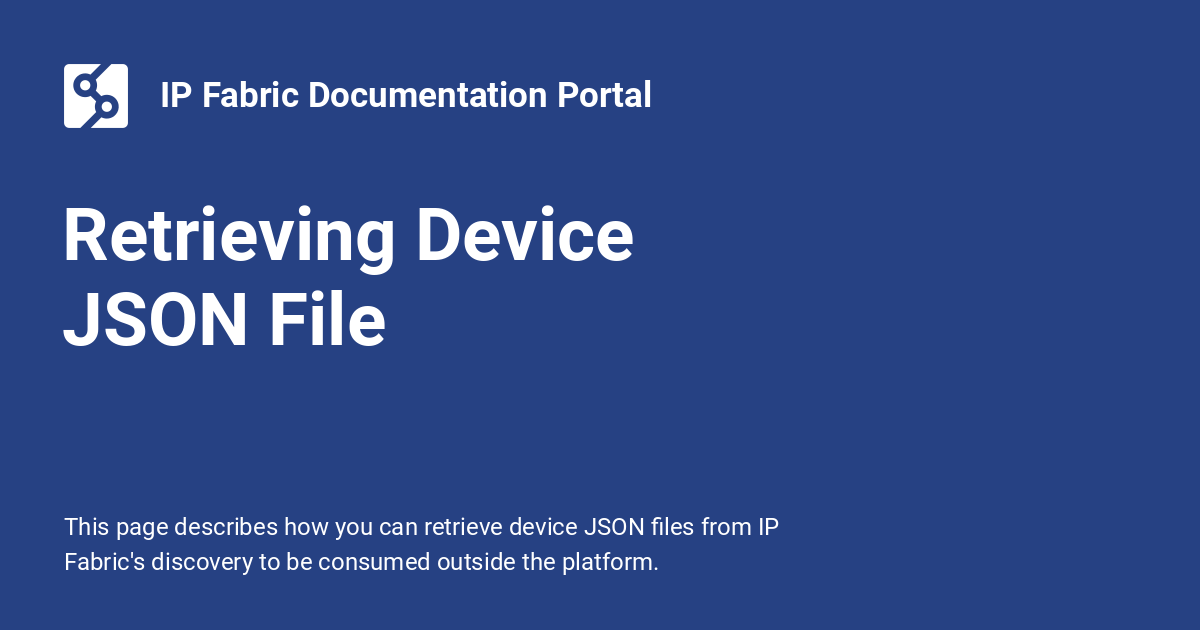 IP Fabric Documentation Portal
Retrieving Device
JSON File
This page describes how you can retrieve device JSON files from IP
Fabric's discovery to be consumed outside the platform.